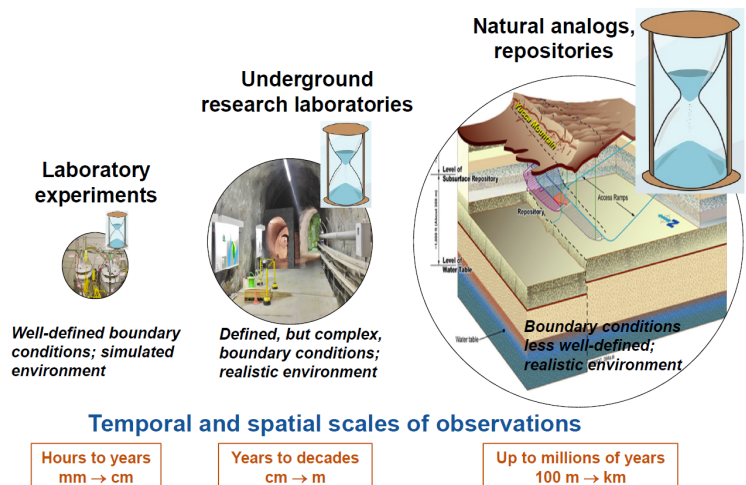 Natural analogs,
repositories
Underground
research laboratories
Laboratory
experiments
Yucca Mountain
Level of
Subsurface Repository
Access Ramps
Repository
Level of
Water Table
Water table
Well-defined boundary
conditions; simulated
environment
Defined, but complex,
boundary conditions;
realistic environment
Boundary conditions
less well-defined;
realistic environment
Temporal and spatial scales of observations
Hours to years
mm → cm
Years to decades
cm → m
Up to millions of years
100 m → km